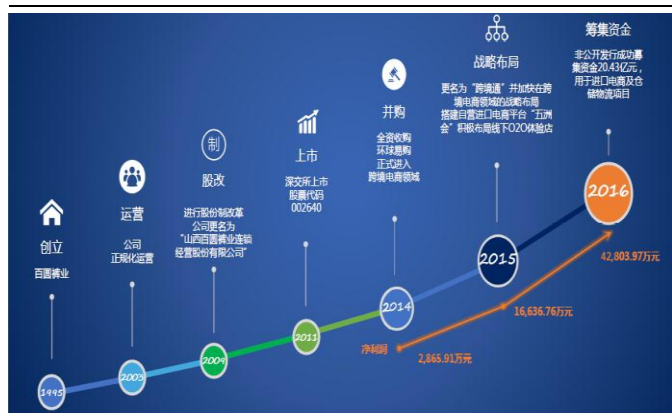 创立
百圆裤业
1995
运营
公司
正规化运营
2003
制
股改
进行股份制改革
公司更名为
“山西百圆裤业连锁
经营股份有限公司”
2009
上市
深交所上市
股票代码
002640
2011
并购
全资收购
环球易购
正式进入
跨境电商领域
2014
战略布局
更名为“跨境通”并加快在跨
境电商领域的战略布局
搭建自营进口电商平台“五洲
会”积极布局线下O2O体验店
2015
筹集资金
非公开发行成功募
集资金20.43亿元，
用于进口电商及仓
储物流项目
2016
净利润
2,865.91万元
16,636.76万元
42,803.97万元